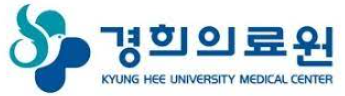 경희의료원
KYUNG HEE UNIVERSITY MEDICAL CENTER